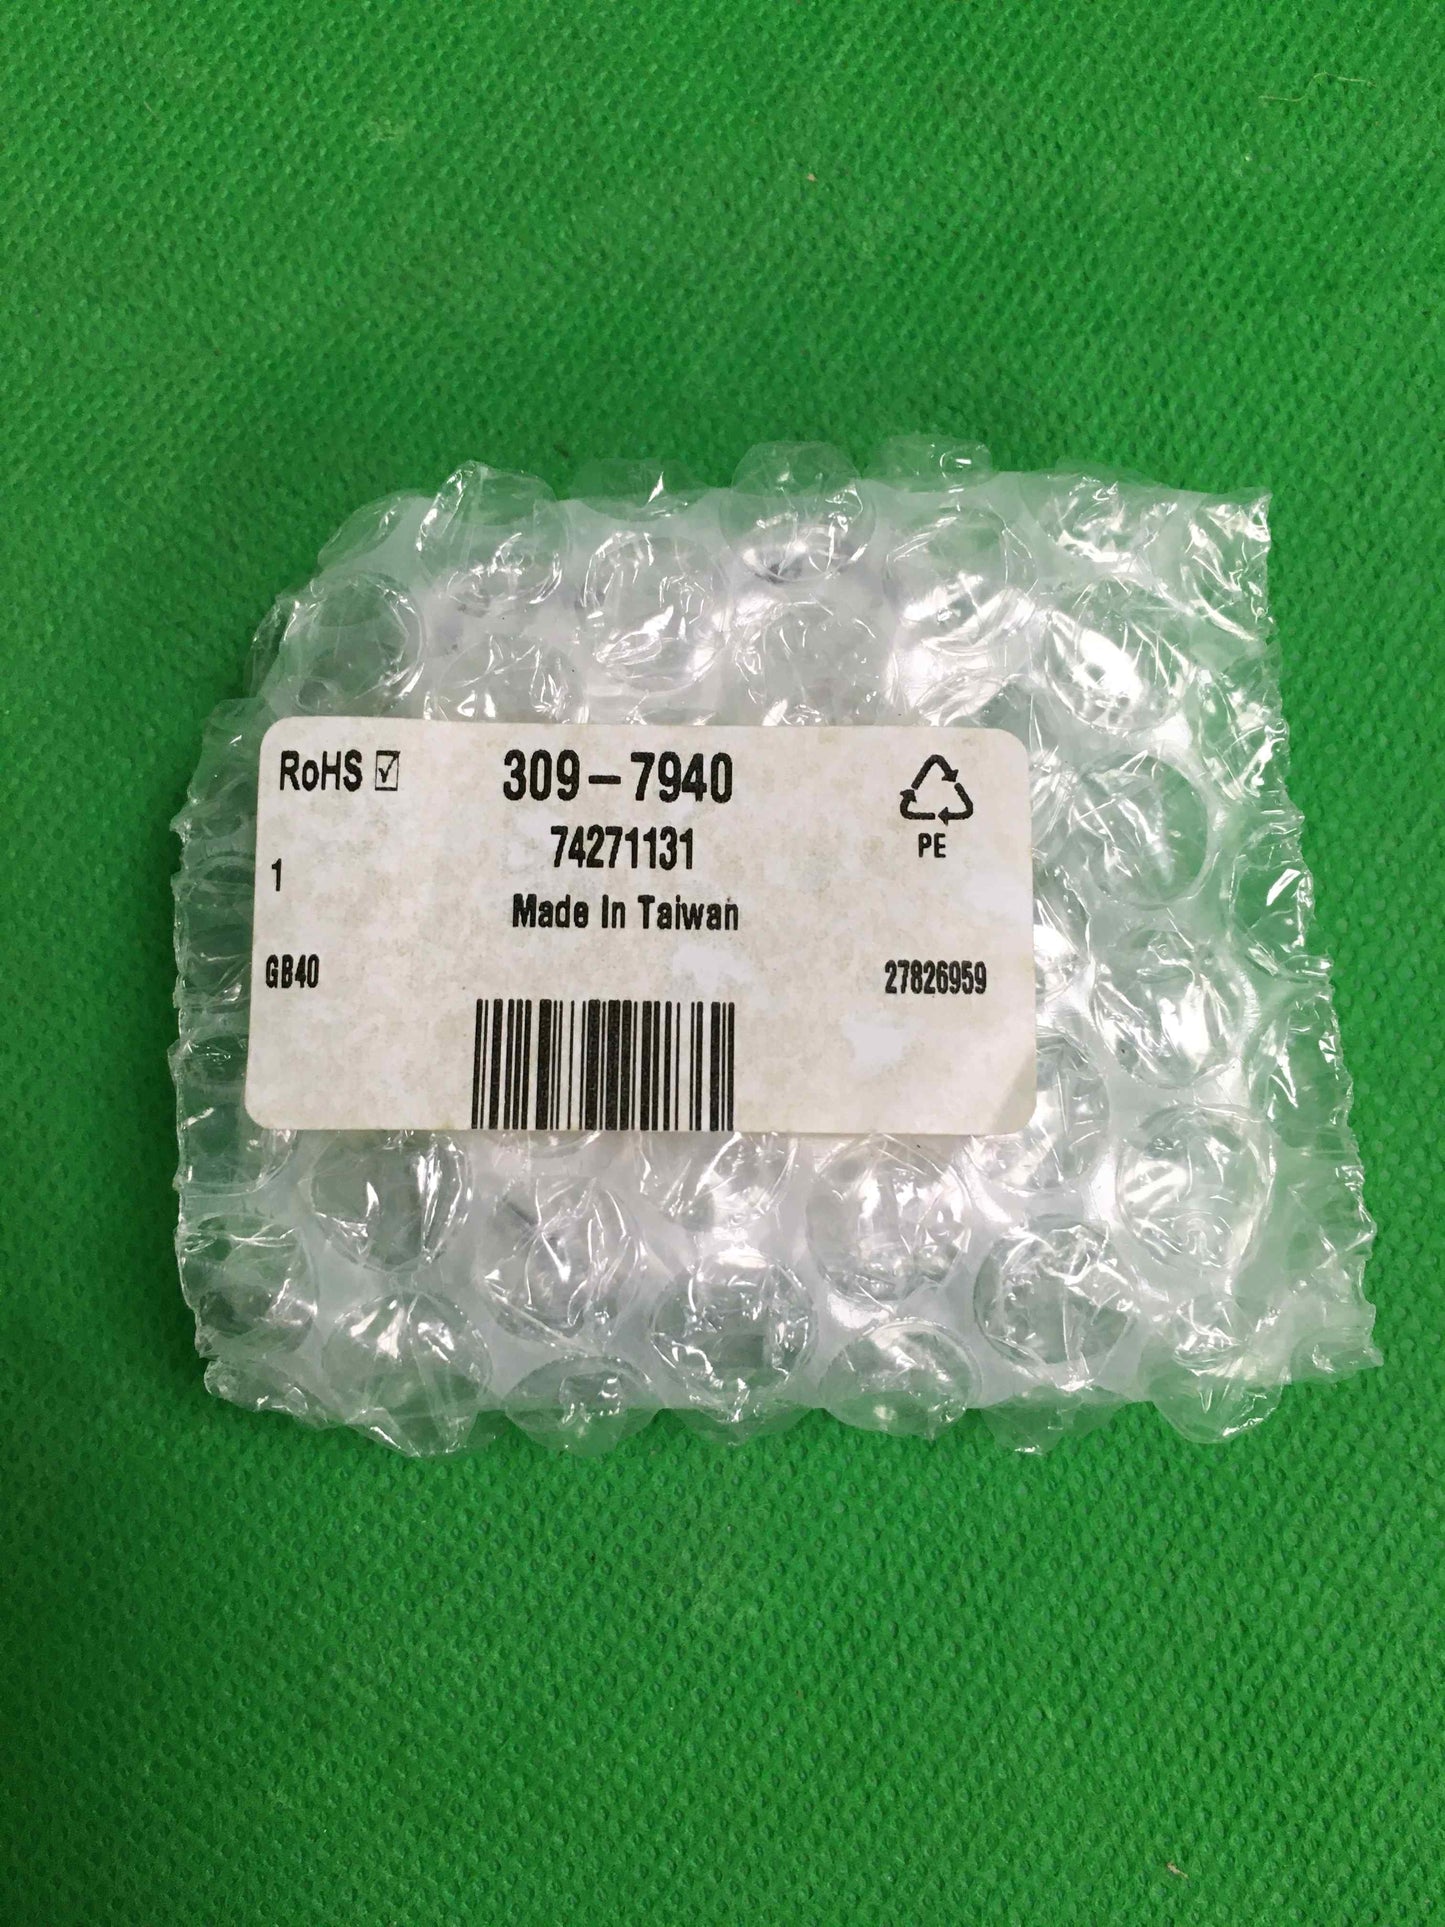 RoHS ☑ 309-7940
74271131
PE
1
Made In Taiwan
GB40
27826959